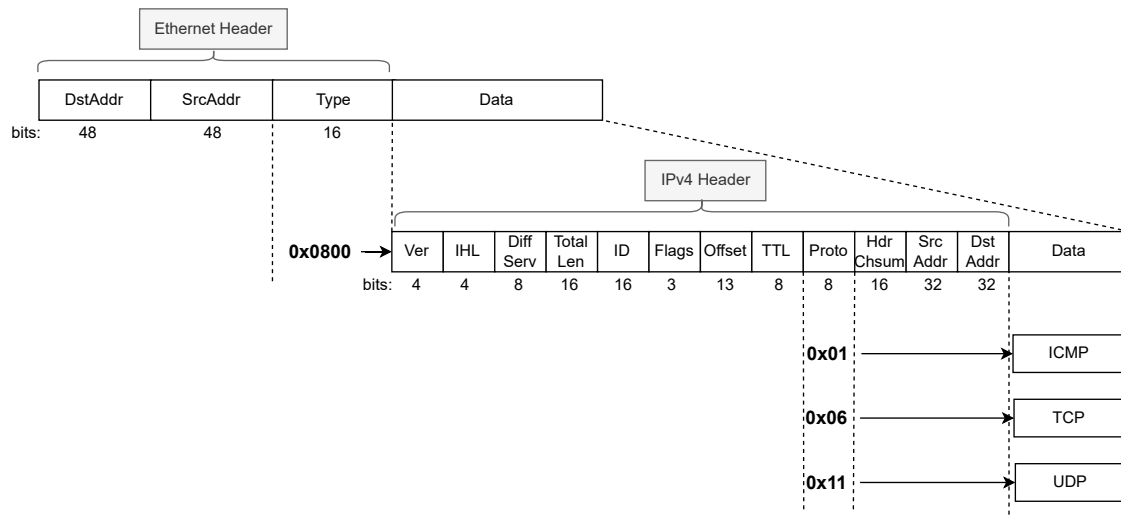 Ethernet Header
DstAddr SrcAddr Type Data
bits: 48 48 16
IPv4 Header
0x0800
Ver IHL Diff Serv Total Len ID Flags Offset TTL Proto Hdr Chsum Src Addr Dst Addr Data
bits: 4 4 8 16 16 3 13 8 8 16 32 32
0x01 ICMP
0x06 TCP
0x11 UDP